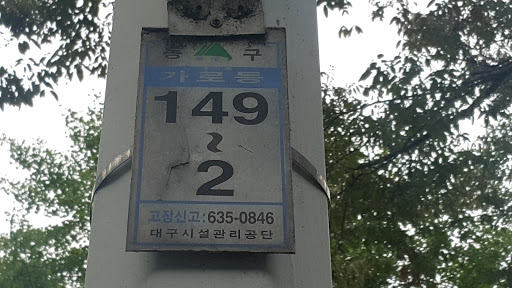 중 구
가로등
149
~
2
고장신고:635-0846
대구시설관리공단